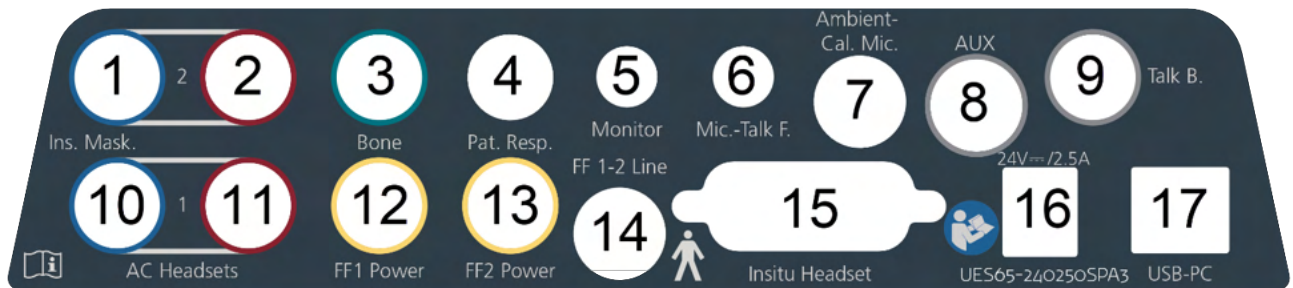 Ambient-
Cal. Mic.
AUX
1 2 2 3 4 5 6 7 8 9 Talk B.
Ins. Mask. Bone Pat. Resp. Monitor Mic.-Talk F.
FF 1-2 Line 24V⎓/2.5A
10 1 11 12 13 14 15 16 17
AC Headsets FF1 Power FF2 Power Insitu Headset UES65-240250SPA3 USB-PC